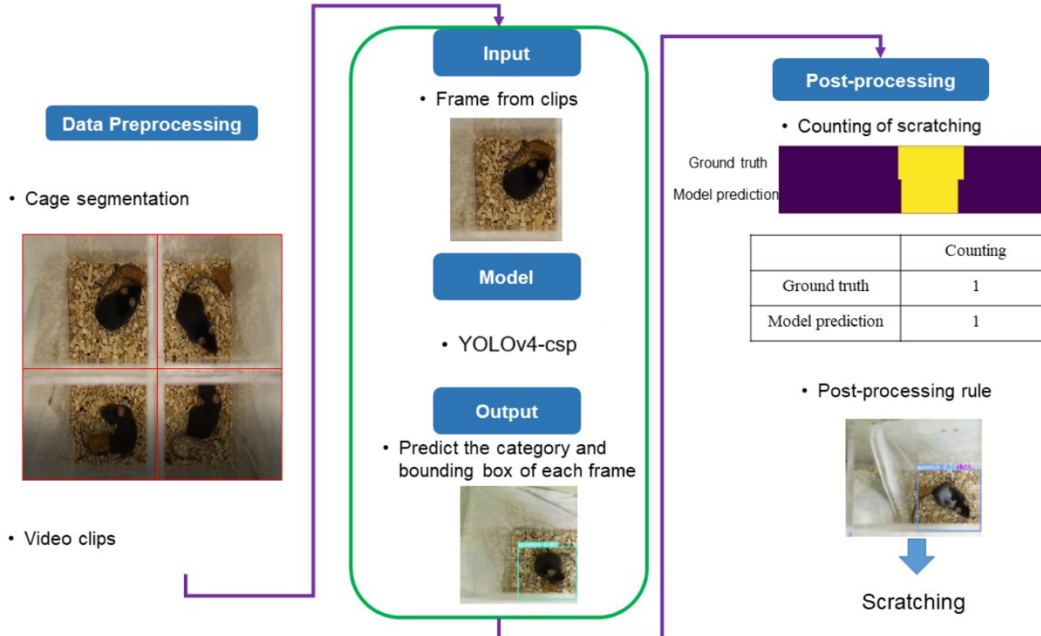 Data Preprocessing
• Cage segmentation
• Video clips
Input
• Frame from clips
Model
• YOLOv4-csp
Output
• Predict the category and
bounding box of each frame
Post-processing
• Counting of scratching
Ground truth
Model prediction
Counting
Ground truth 1
Model prediction 1
• Post-processing rule
Scratching